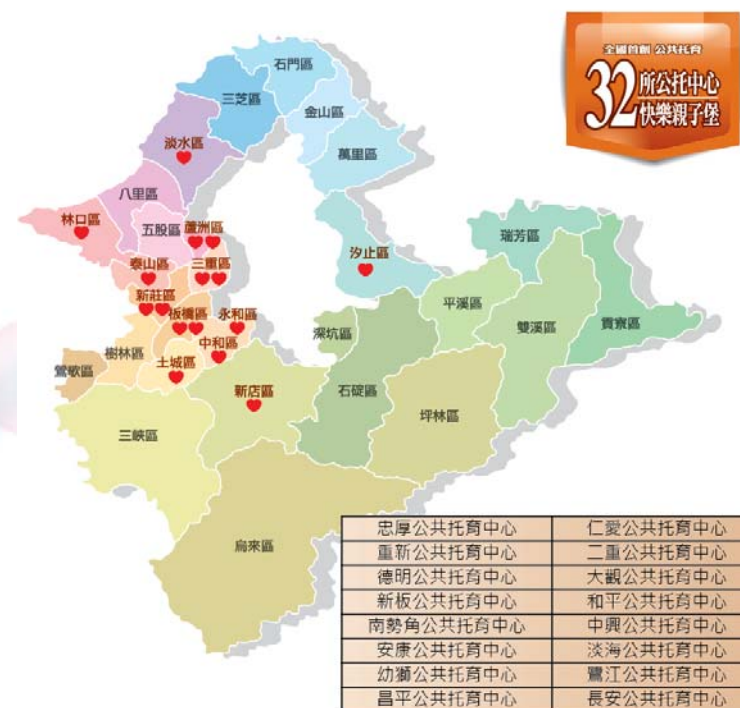 全國首創 公共托育
32所公托中心
快樂親子堡
石門區
三芝區
金山區
淡水區
萬里區
八里區
林口區
五股區
蘆洲區
汐止區
瑞芳區
泰山區
三重區
新莊區
板橋區
永和區
平溪區
深坑區
雙溪區
貢寮區
樹林區
中和區
鶯歌區
土城區
新店區
石碇區
坪林區
三峽區
烏來區
忠厚公共托育中心 仁愛公共托育中心
重新公共托育中心 二重公共托育中心
德明公共托育中心 大觀公共托育中心
新板公共托育中心 和平公共托育中心
南勢角公共托育中心 中興公共托育中心
安康公共托育中心 淡海公共托育中心
幼獅公共托育中心 鷺江公共托育中心
昌平公共托育中心 長安公共托育中心